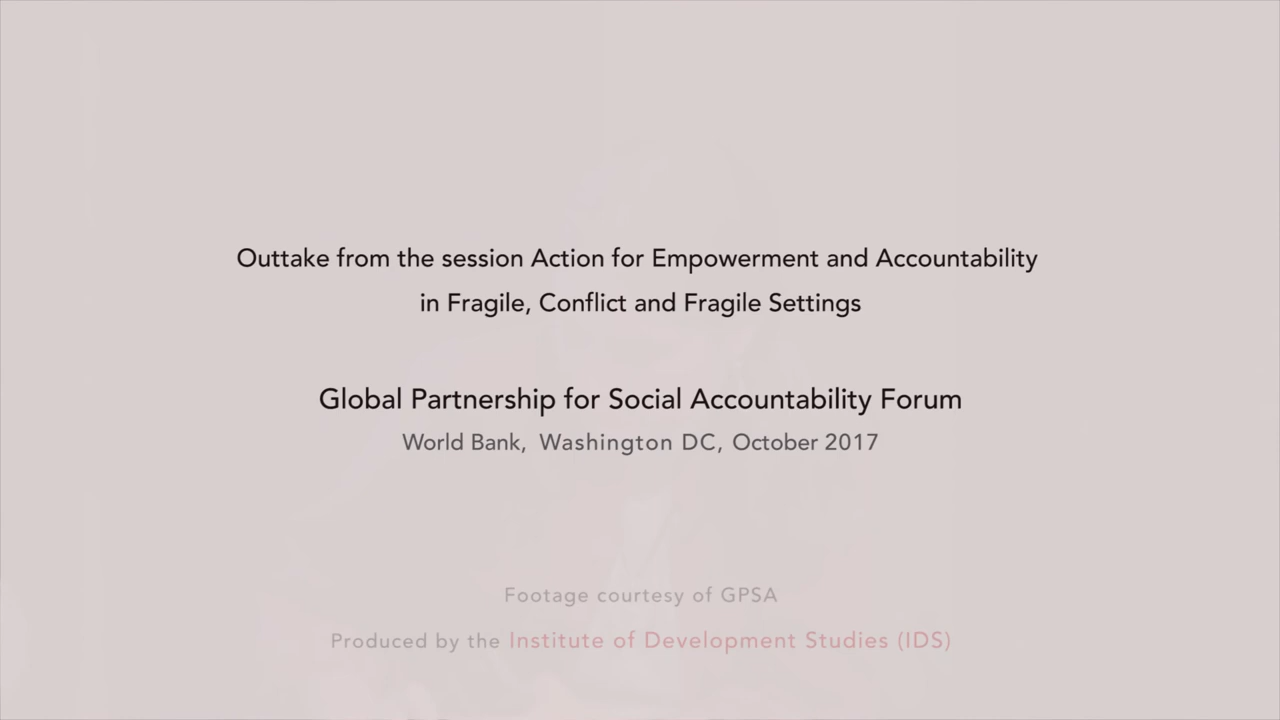 Outtake from the session Action for Empowerment and Accountability
in Fragile, Conflict and Fragile Settings
Global Partnership for Social Accountability Forum
World Bank, Washington DC, October 2017
Footage courtesy of GPSA
Produced by the Institute of Development Studies (IDS)